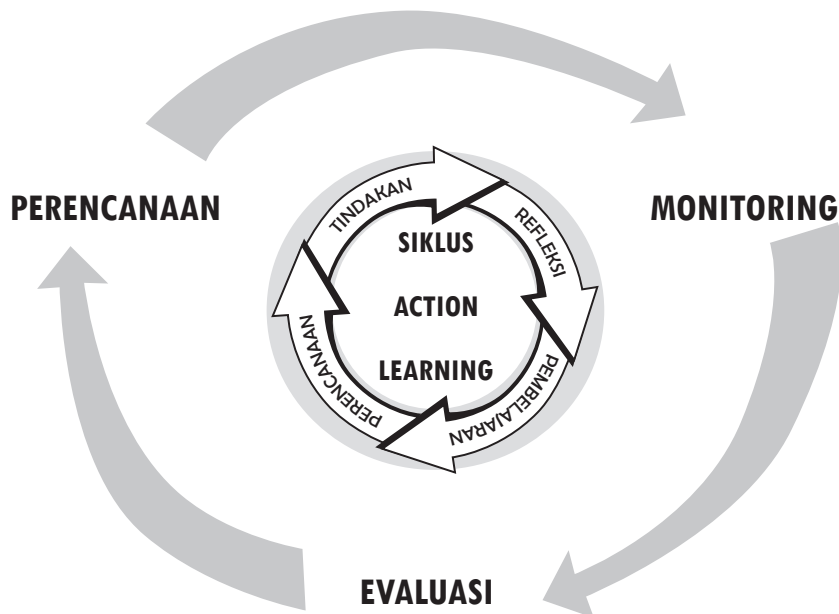 PERENCANAAN
MONITORING
TINDAKAN
REFLEKSI
SIKLUS
ACTION
LEARNING
PERENCANAAN
PEMBELAJARAN
EVALUASI